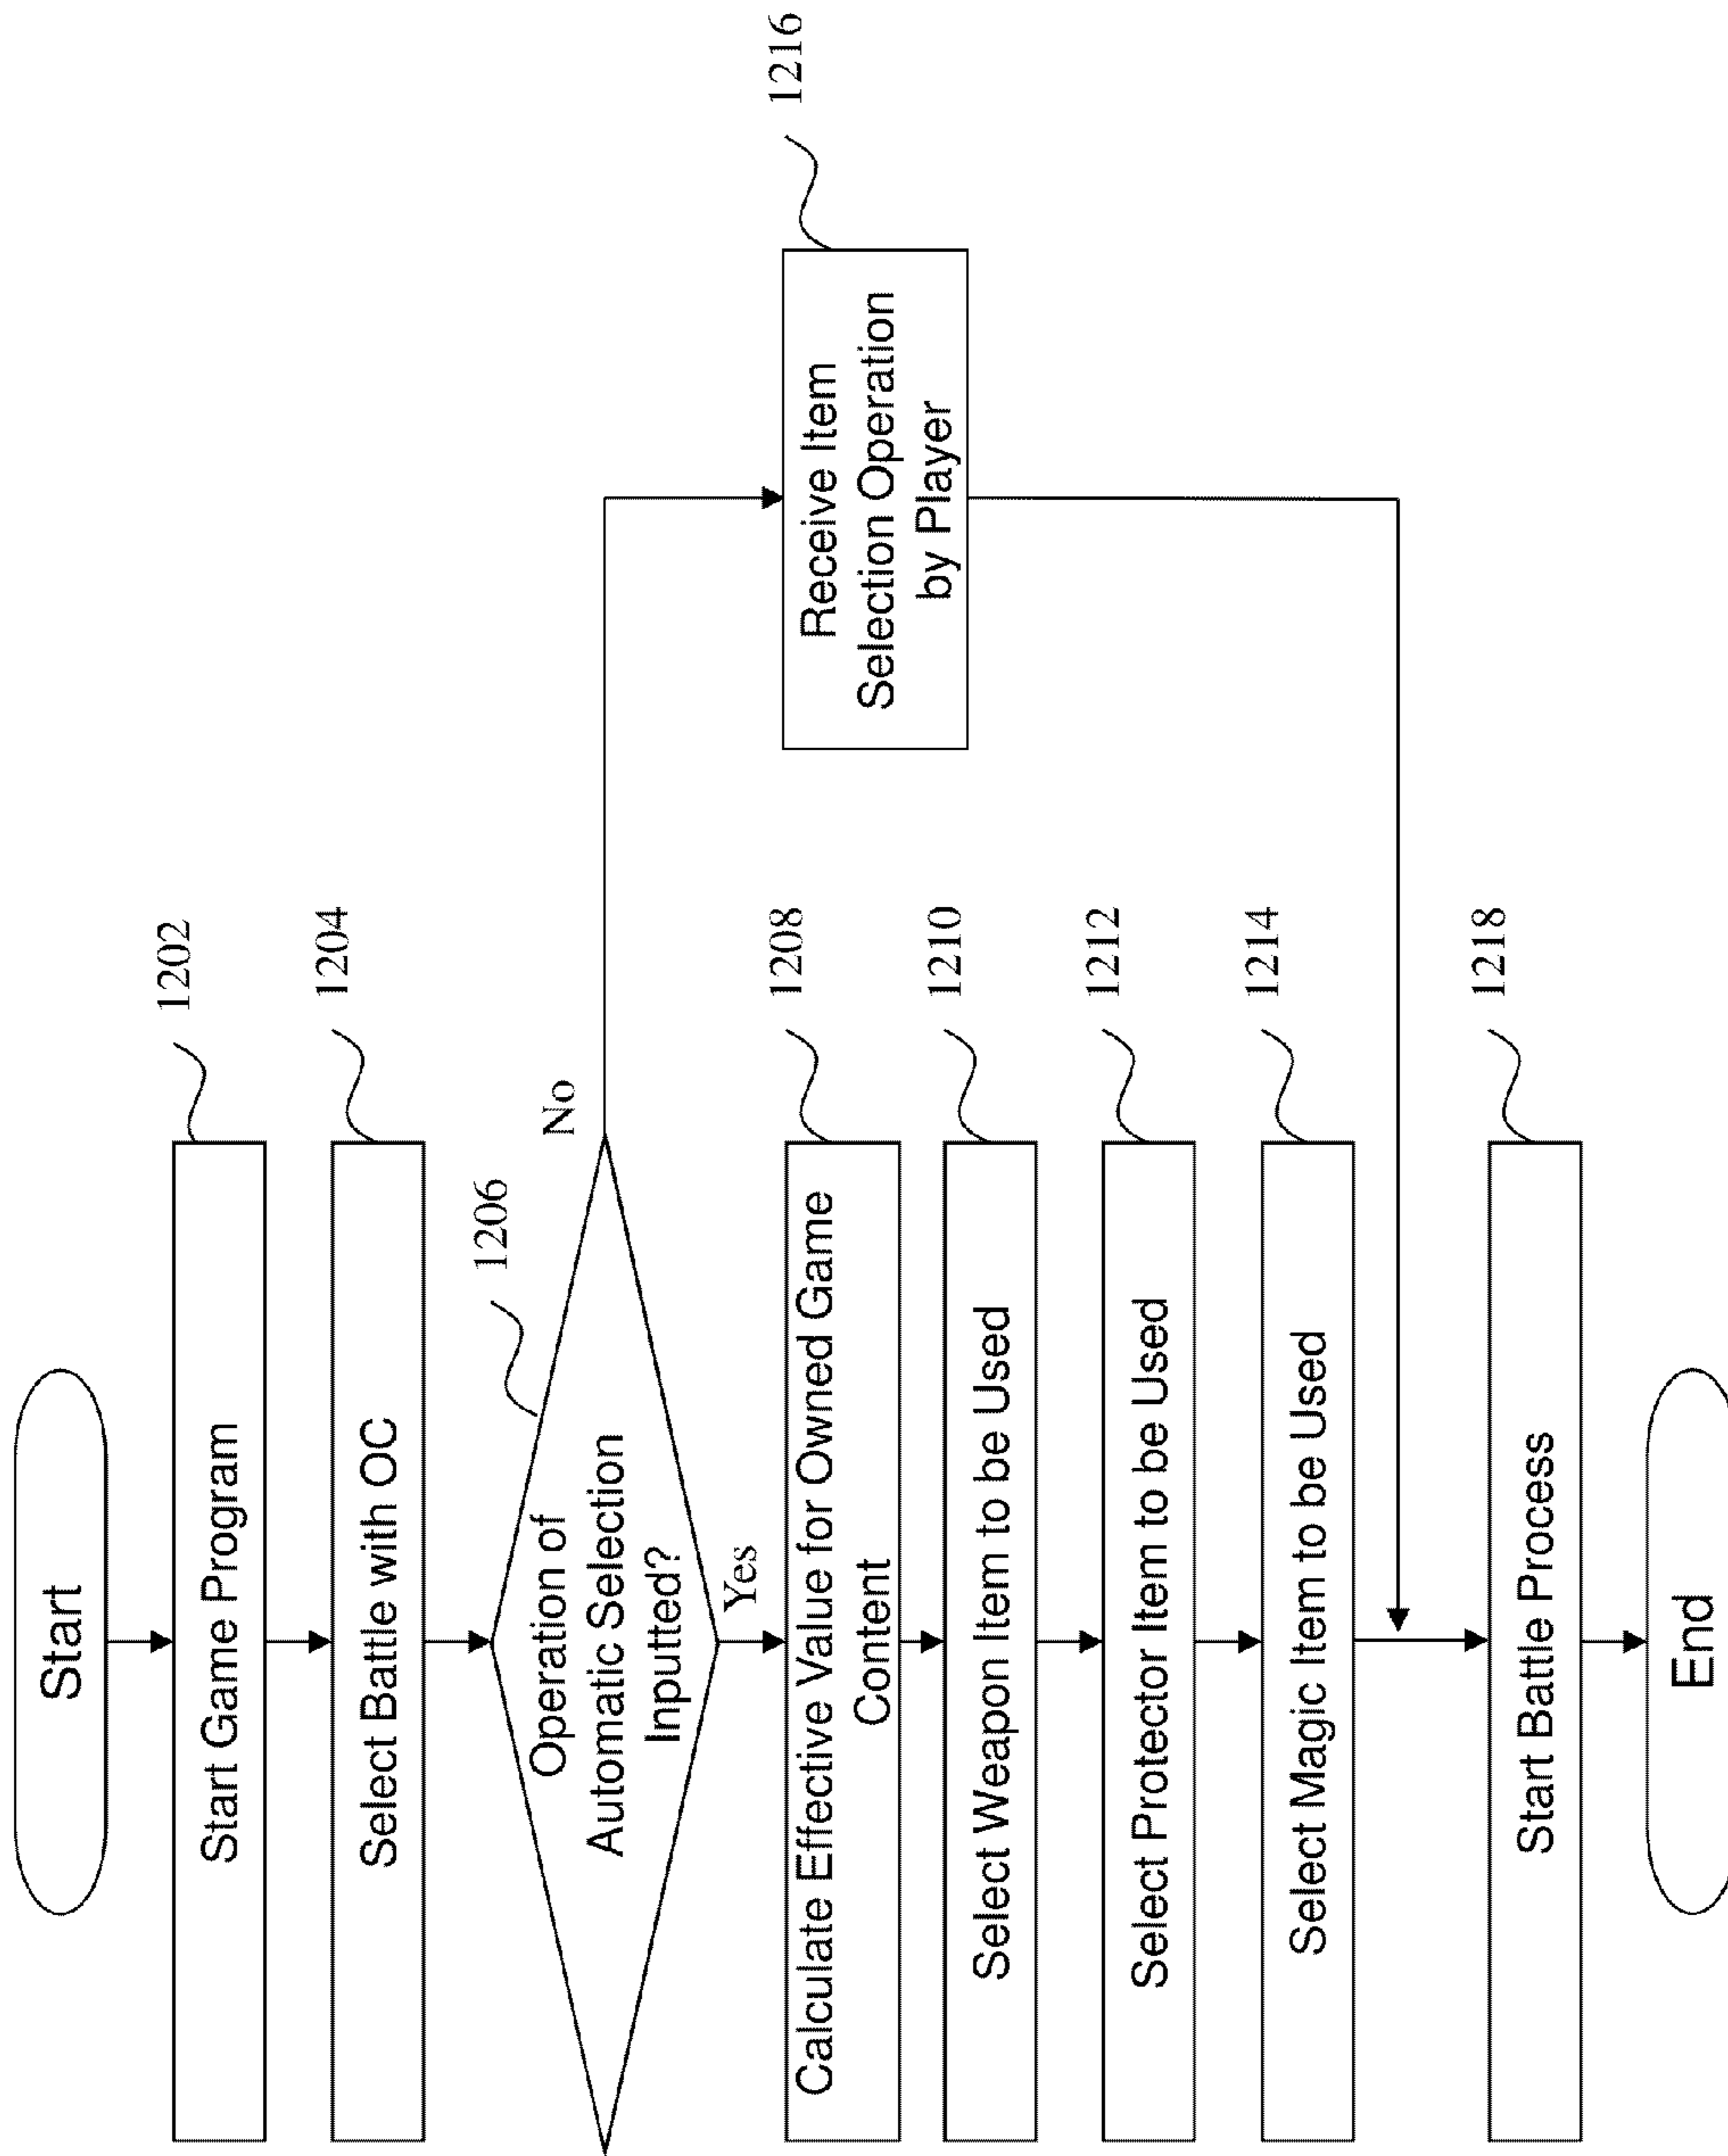 Start
Start Game Program
1202
Select Battle with OC
1204
Operation of
Automatic Selection
Inputted?
1206
No
Yes
Calculate Effective Value for Owned Game
Content
1208
Select Weapon Item to be Used
1210
Select Protector Item to be Used
1212
Select Magic Item to be Used
1214
Receive Item
Selection Operation
by Player
1216
Start Battle Process
1218
End